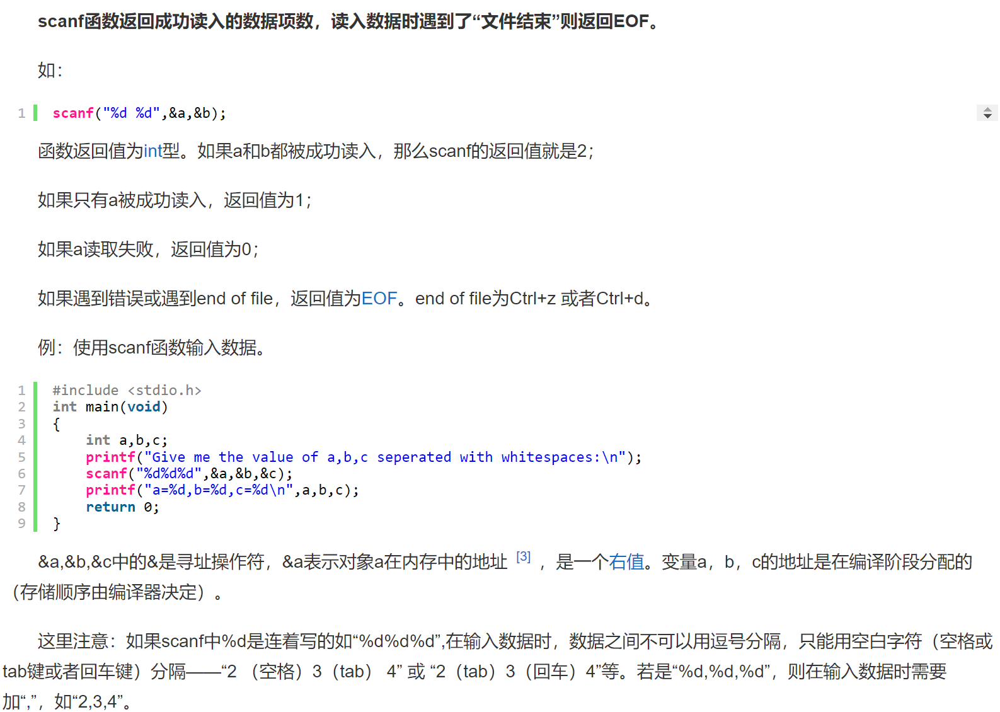 scanf函数返回成功读入的数据项数，读入数据时遇到了“文件结束”则返回EOF。
如：
1 scanf("%d %d",&a,&b);
函数返回值为int型。如果a和b都被成功读入，那么scanf的返回值就是2；
如果只有a被成功读入，返回值为1；
如果a读取失败，返回值为0；
如果遇到错误或遇到end of file，返回值为EOF。end of file为Ctrl+z 或者Ctrl+d。
例：使用scanf函数输入数据。
1 #include <stdio.h>
2 int main(void)
3 {
4 int a,b,c;
5 printf("Give me the value of a,b,c seperated with whitespaces:\n");
6 scanf("%d%d%d",&a,&b,&c);
7 printf("a=%d,b=%d,c=%d\n",a,b,c);
8 return 0;
9 }
&a,&b,&c中的&是寻址操作符，&a表示对象a在内存中的地址 [3] ，是一个右值。变量a，b，c的地址是在编译阶段分配的
（存储顺序由编译器决定）。
这里注意：如果scanf中%d是连着写的如“%d%d%d”,在输入数据时，数据之间不可以用逗号分隔，只能用空白字符（空格或
tab键或者回车键）分隔——“2 （空格）3（tab） 4” 或 “2（tab）3（回车）4”等。若是“%d,%d,%d”，则在输入数据时需要
加“,”，如“2,3,4”。